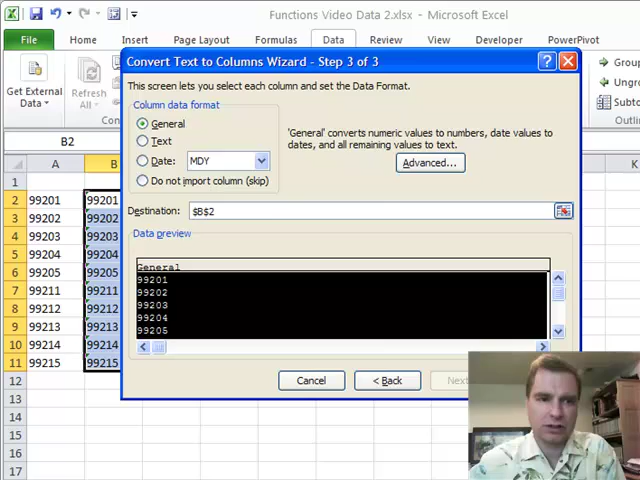 Functions Video Data 2.xlsx - Microsoft Excel
File Home Insert Page Layout Formulas Data Review View Developer PowerPivot
Get External Data
Refresh All
Group
Ungro
Subto
Outlin
B2
Convert Text to Columns Wizard - Step 3 of 3
This screen lets you select each column and set the Data Format.
Column data format
General
Text
Date: MDY
Do not import column (skip)
'General' converts numeric values to numbers, date values to dates, and all remaining values to text.
Advanced...
Destination: $B$2
Data preview
General
99201
99202
99203
99204
99205
Cancel < Back Next
A B K
1
2 99201 99201
3 99202 99202
4 99203 99203
5 99204 99204
6 99205 99205
7 99211 99211
8 99212 99212
9 99213 99213
10 99214 99214
11 99215 99215
12
13
14
15
16
17